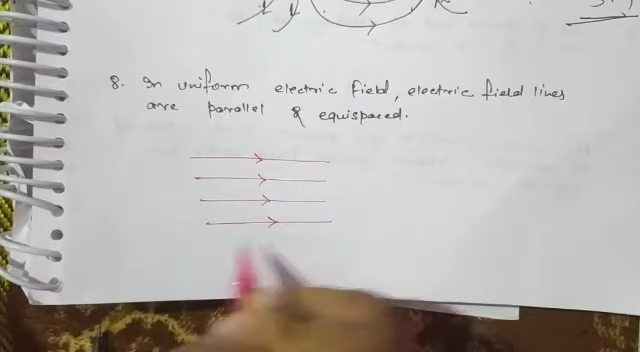 8. In uniform electric field, electric field lines
are parallel & equispaced.